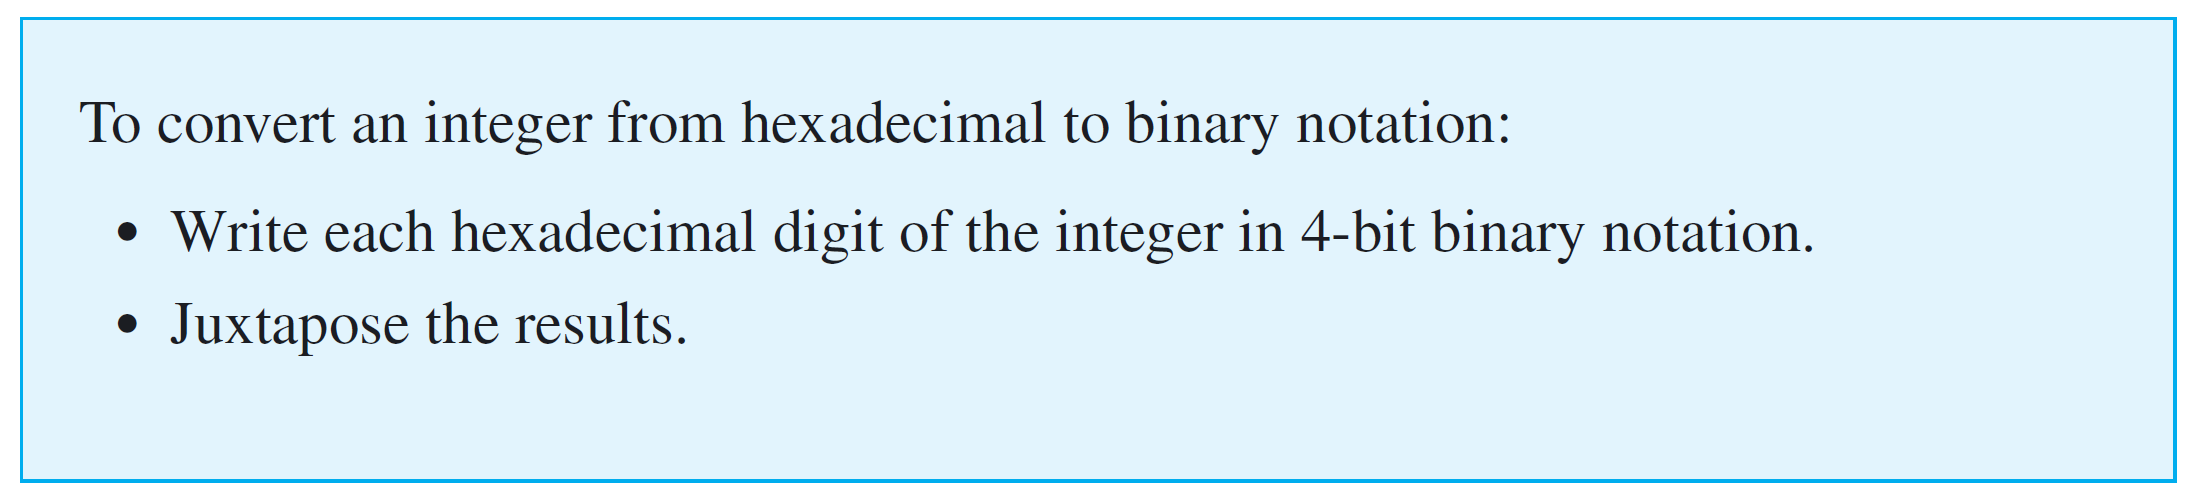 To convert an integer from hexadecimal to binary notation:
• Write each hexadecimal digit of the integer in 4-bit binary notation.
• Juxtapose the results.